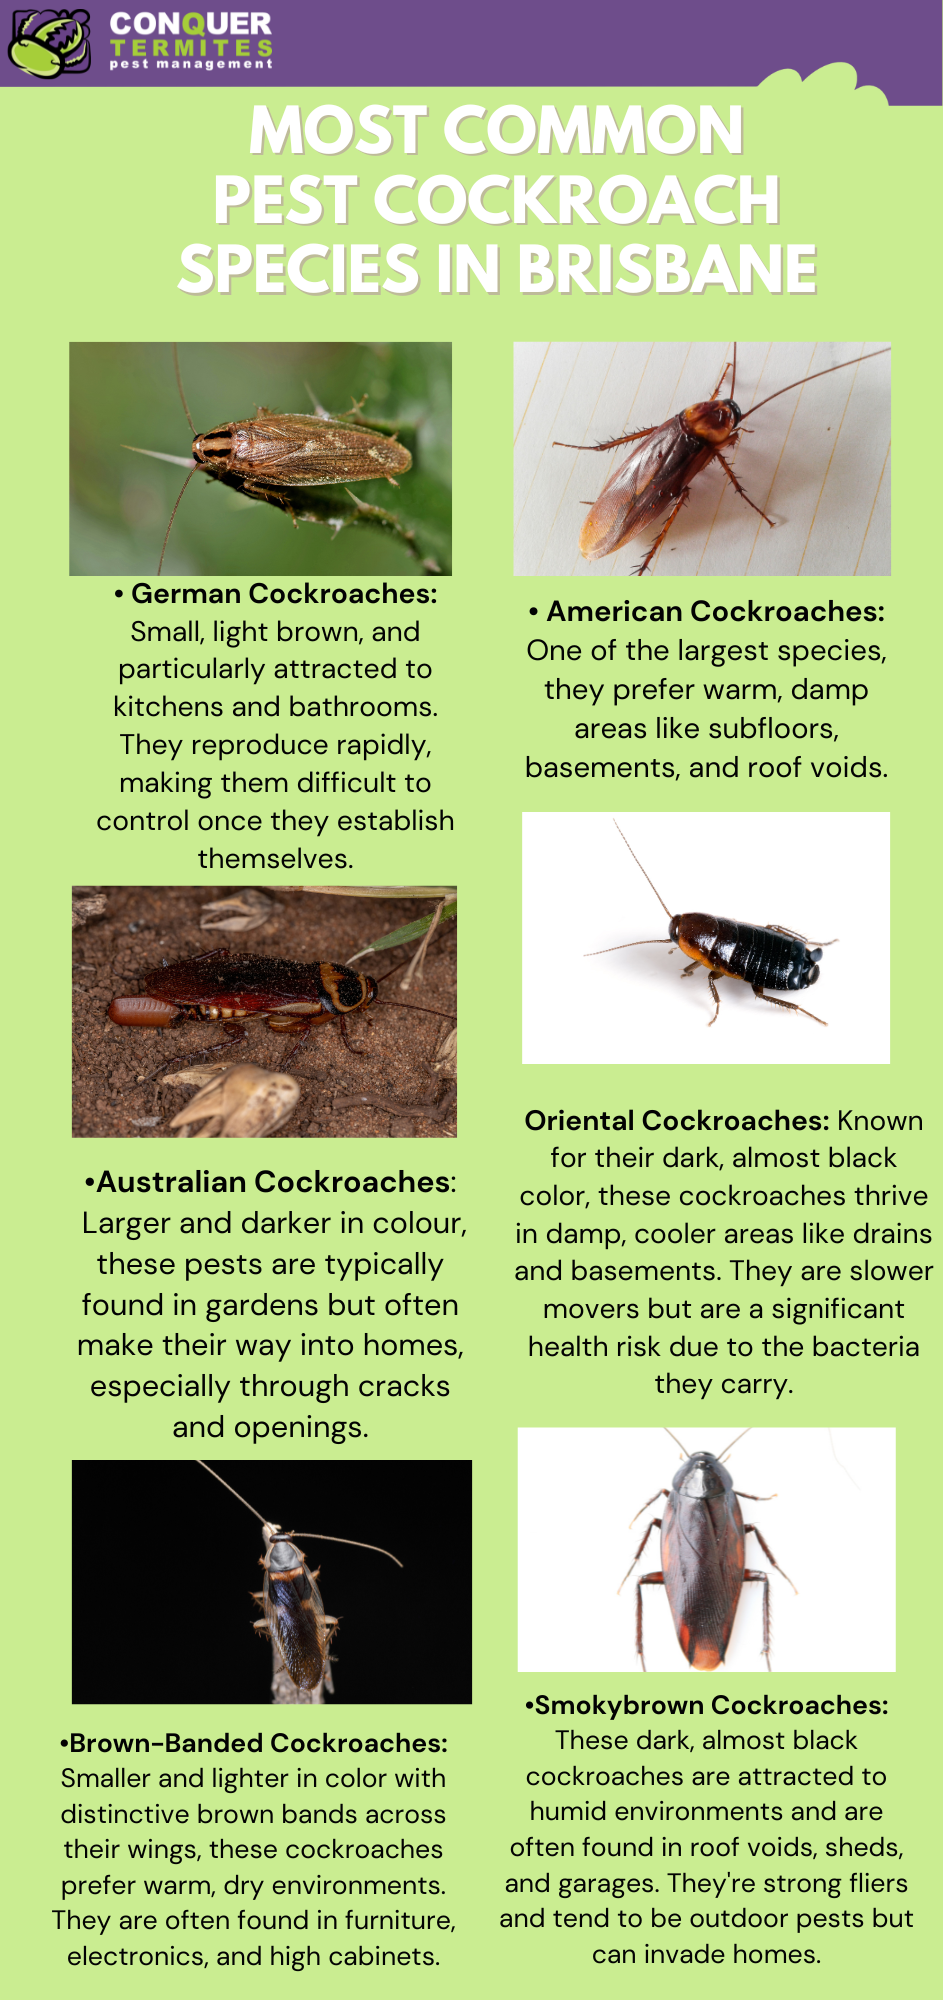 CONQUER
TERMITES
pest management
MOST COMMON
PEST COCKROACH
SPECIES IN BRISBANE
• German Cockroaches:
Small, light brown, and
particularly attracted to
kitchens and bathrooms.
They reproduce rapidly,
making them difficult to
control once they establish
themselves.
• American Cockroaches:
One of the largest species,
they prefer warm, damp
areas like subfloors,
basements, and roof voids.
•Australian Cockroaches:
Larger and darker in colour,
these pests are typically
found in gardens but often
make their way into homes,
especially through cracks
and openings.
Oriental Cockroaches: Known
for their dark, almost black
color, these cockroaches thrive
in damp, cooler areas like drains
and basements. They are slower
movers but are a significant
health risk due to the bacteria
they carry.
•Brown-Banded Cockroaches:
Smaller and lighter in color with
distinctive brown bands across
their wings, these cockroaches
prefer warm, dry environments.
They are often found in furniture,
electronics, and high cabinets.
•Smokybrown Cockroaches:
These dark, almost black
cockroaches are attracted to
humid environments and are
often found in roof voids, sheds,
and garages. They're strong fliers
and tend to be outdoor pests but
can invade homes.